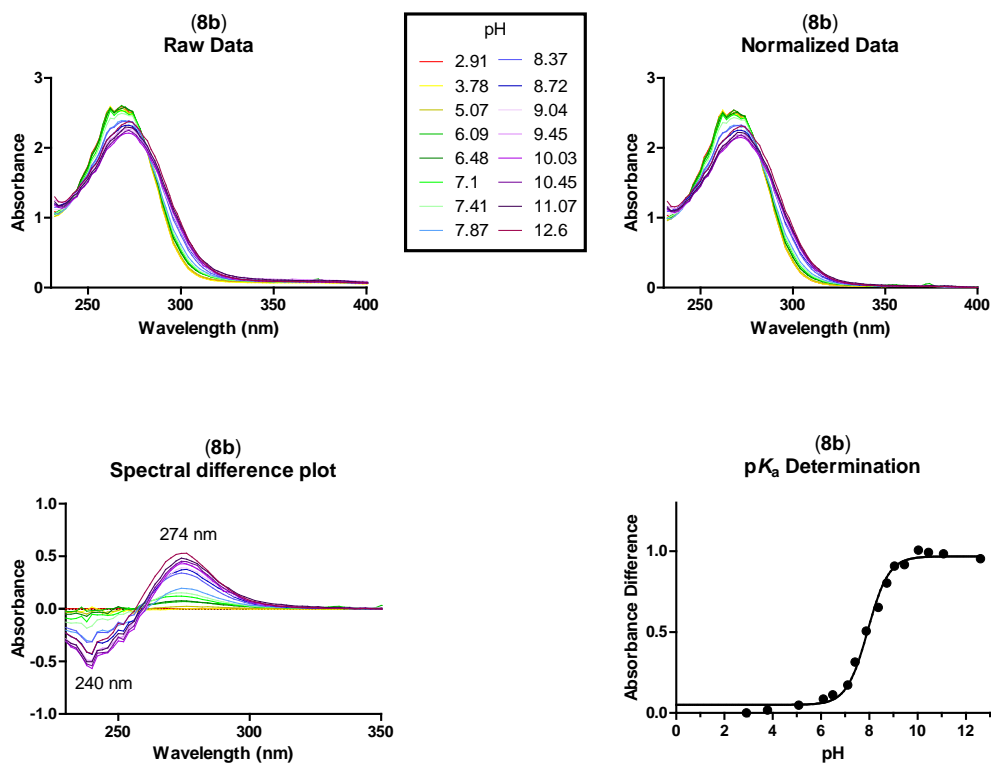 (8b)
Raw Data
3
2
1
0
250
300
350
400
Absorbance
Wavelength (nm)
pH
2.91
3.78
5.07
6.09
6.48
7.1
7.41
7.87
8.37
8.72
9.04
9.45
10.03
10.45
11.07
12.6
(8b)
Normalized Data
3
2
1
0
250
300
350
400
Absorbance
Wavelength (nm)
(8b)
Spectral difference plot
1.0
0.5
0.0
-0.5
-1.0
274 nm
240 nm
250
300
350
Absorbance
Wavelength (nm)
(8b)
pKa Determination
1.0
0.5
0.0
0 2 4 6 8 10 12
Absorbance Difference
pH